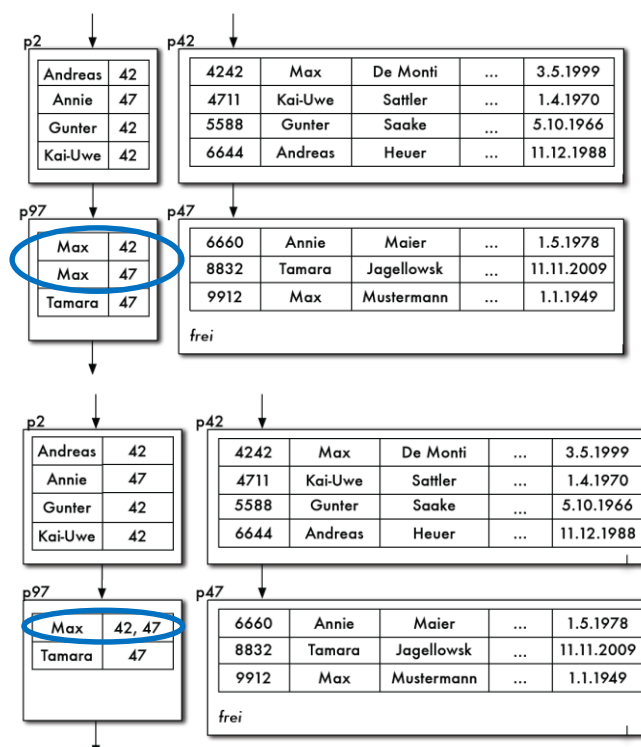 p2 p42
Andreas 42 4242 Max De Monti ... 3.5.1999
Annie 47 4711 Kai-Uwe Sattler ... 1.4.1970
Gunter 42 5588 Gunter Saake ... 5.10.1966
Kai-Uwe 42 6644 Andreas Heuer ... 11.12.1988
p97 p47
Max 42 6660 Annie Maier ... 1.5.1978
Max 47 8832 Tamara Jagellowsk ... 11.11.2009
Tamara 47 9912 Max Mustermann ... 1.1.1949
frei
p2 p42
Andreas 42 4242 Max De Monti ... 3.5.1999
Annie 47 4711 Kai-Uwe Sattler ... 1.4.1970
Gunter 42 5588 Gunter Saake ... 5.10.1966
Kai-Uwe 42 6644 Andreas Heuer ... 11.12.1988
p97 p47
Max 42, 47 6660 Annie Maier ... 1.5.1978
Tamara 47 8832 Tamara Jagellowsk ... 11.11.2009
9912 Max Mustermann ... 1.1.1949
frei